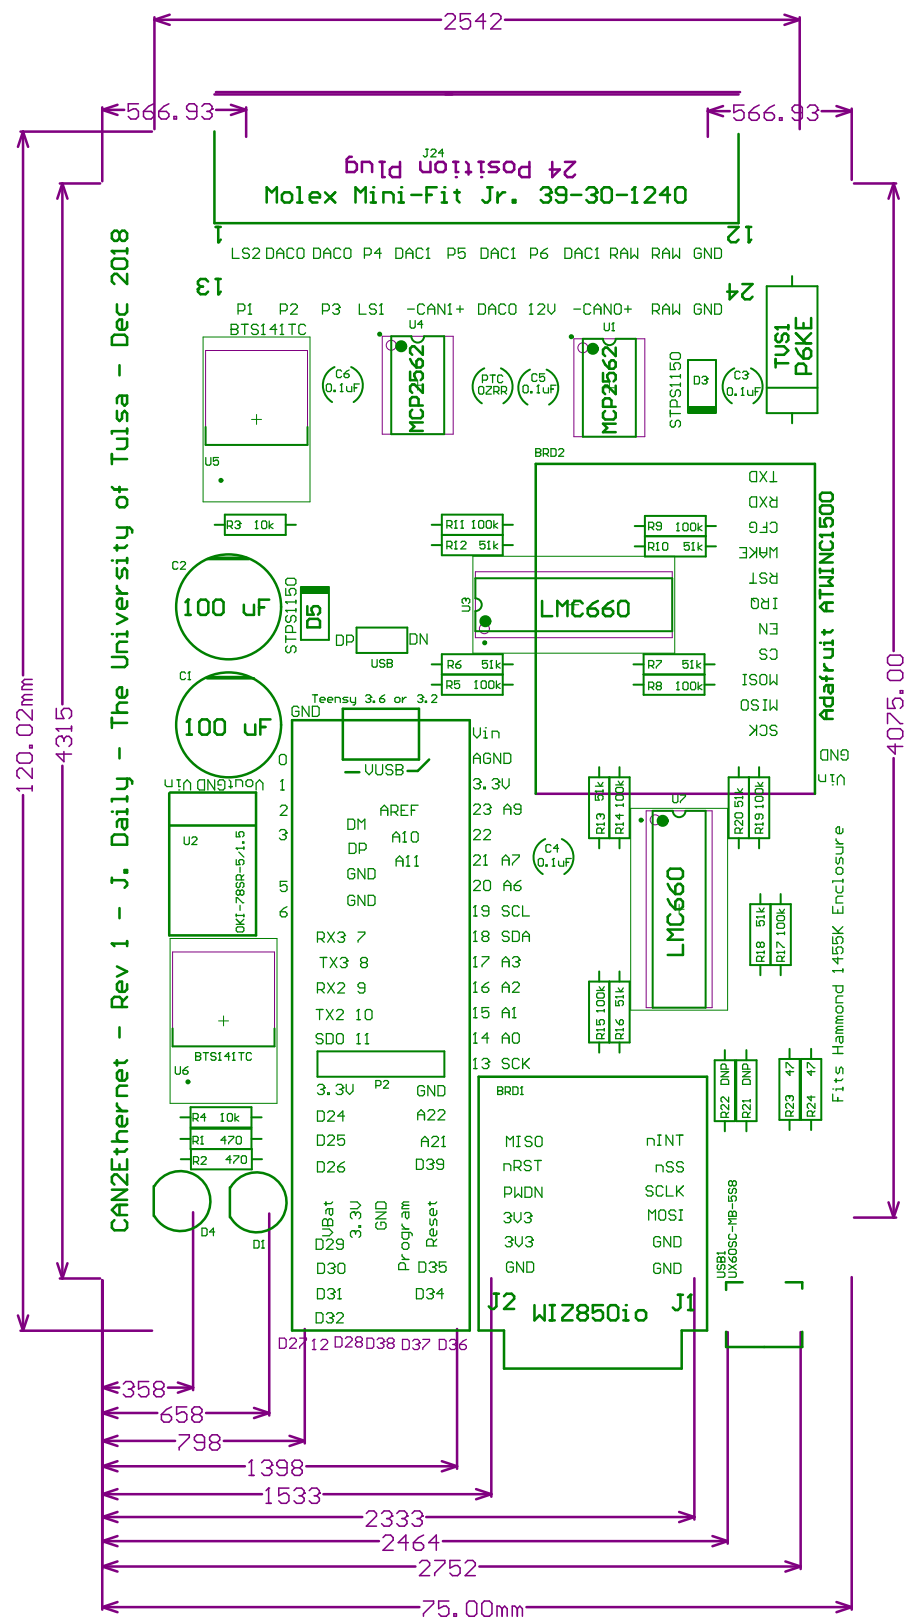 2542
566.93
566.93
J24
24 Position Plug
Molex Mini-Fit Jr. 39-30-1240
1
12
LS2 DAC0 DAC0 P4 DAC1 P5 DAC1 P6 DAC1 RAW RAW GND
13
24
P1 P2 P3 LS1 -CAN1+ DAC0 12V -CAN0+ RAW GND
BTS141TC
U4
U1
C6
0.1uF
MCP2562
PTC
OZRR
C5
0.1uF
MCP2562
STPS1150
D3
C3
0.1uF
TVS1
P6KE
U5
BRD2
R3 10k
R11 100k
R12 51k
R9 100k
R10 51k
TXD
RXD
CFG
WAKE
RST
IRQ
EN
CS
MOSI
MISO
SCK
GND
Vin
Adafruit ATWINC1500
C2
100 uF
STPS1150
D5
DP
DN
USB
U3
LMC660
R6 51k
R5 100k
R7 51k
R8 100k
C1
100 uF
Teensy 3.6 or 3.2
GND
Vin
VUSB
AGND
0
Vin GND Vout
1
3.3V
2
AREF
23 A9
DM
3
A10
22
DP
A11
21 A7
GND
5
20 A6
GND
6
19 SCL
RX3 7
18 SDA
TX3 8
17 A3
RX2 9
16 A2
TX2 10
15 A1
SDO 11
14 A0
13 SCK
U2
OKI-78SR-5/1.5
C4
0.1uF
R13 51k
R14 100k
U7
LMC660
R20 51k
R19 100k
R18 51k
R17 100k
R15 100k
R16 51k
Fits Hammond 1455K Enclosure
BTS141TC
U6
P2
3.3V
GND
D24
A22
D25
A21
D26
D39
VBat
3.3V
GND
Program
Reset
D29
D30
D35
D31
D34
D32
D27 12 D28 D38 D37 D36
R4 10k
R1 470
R2 470
D4
D1
BRD1
MISO
nINT
nRST
nSS
PWDN
SCLK
3V3
MOSI
3V3
GND
GND
GND
J2
WIZ850io
J1
R22 DNP
R21 DNP
R23 47
R24 47
USB1
UX60SC-MB-5S8
CAN2Ethernet - Rev 1 - J. Daily - The University of Tulsa - Dec 2018
120.02mm
4315
4075.00
358
658
798
1398
1533
2333
2464
2752
75.00mm